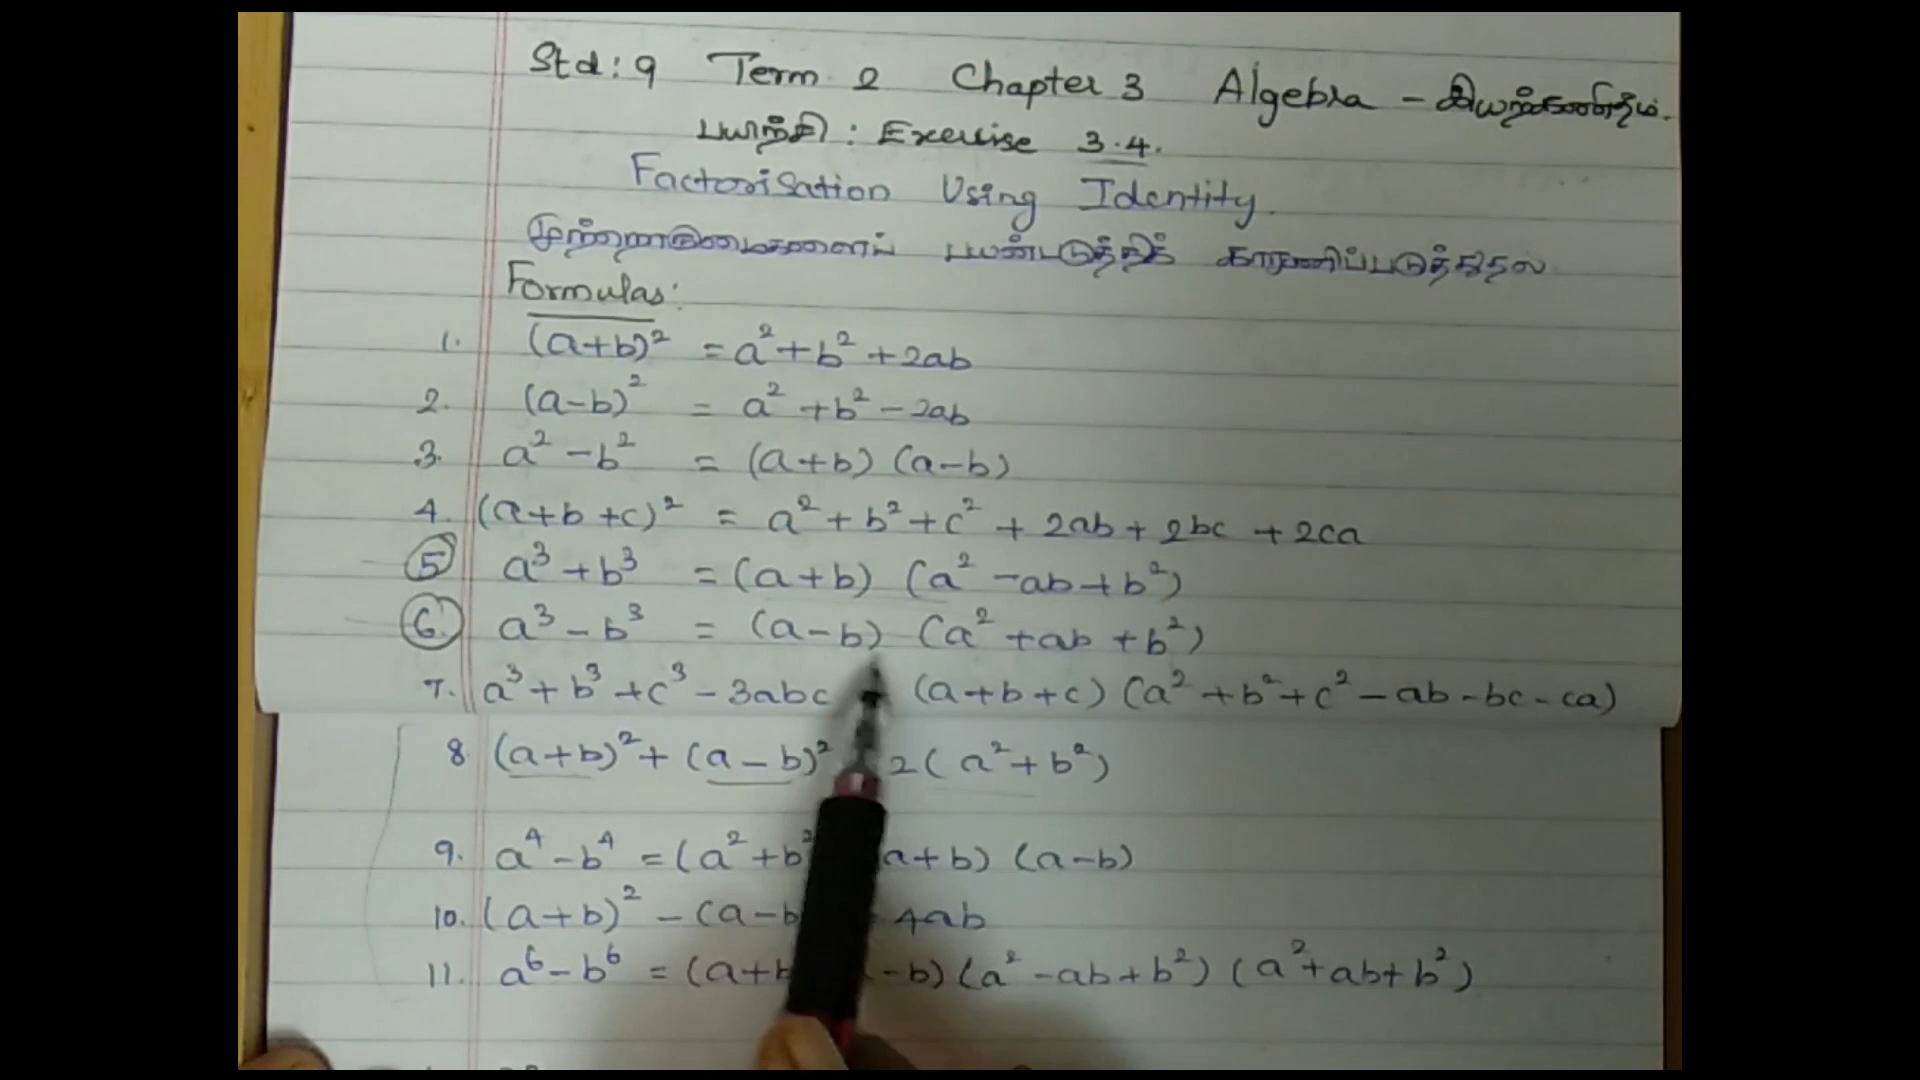 Std: 9 Term 2 Chapter 3 Algebra - இயற்கணிதம்.
பயிற்சி : Exercise 3.4.
Factorisation Using Identity.
முற்றொருமைகளைப் பயன்படுத்திக் காரணிப்படுத்துதல்
Formulas:
1. (a+b)² = a²+b²+2ab
2. (a-b)² = a²+b²-2ab
3. a²-b² = (a+b) (a-b)
4. (a+b+c)² = a²+b²+c²+2ab+2bc+2ca
5 a³+b³ = (a+b) (a²-ab+b²)
6. a³-b³ = (a-b) (a²+ab+b²)
7. a³+b³+c³-3abc (a+b+c) (a²+b²+c²-ab-bc-ca)
8. (a+b)²+(a-b)² 2(a²+b²)
9. a⁴-b⁴ = (a²+b² a+b) (a-b)
10. (a+b)² - (a-b 4ab
11. a⁶-b⁶ = (a+b -b) (a²-ab+b²) (a²+ab+b²)